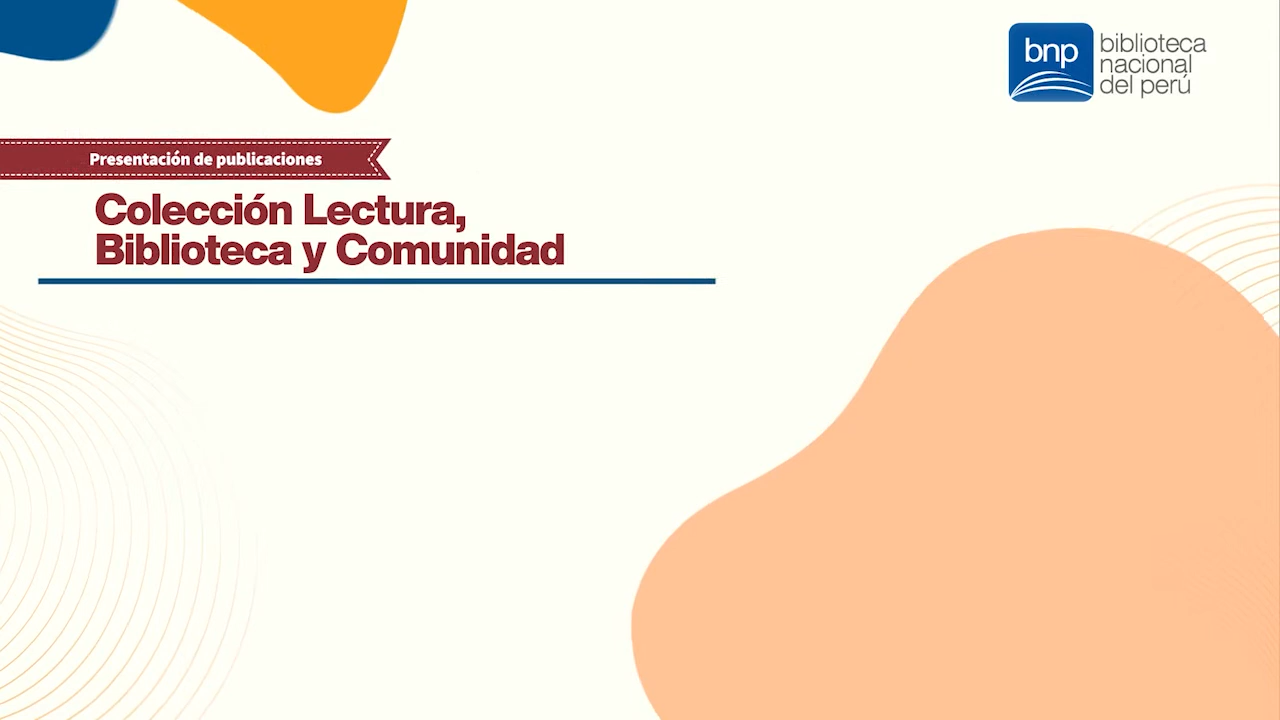 bnp
biblioteca
nacional
del perú
Presentación de publicaciones
Colección Lectura,
Biblioteca y Comunidad